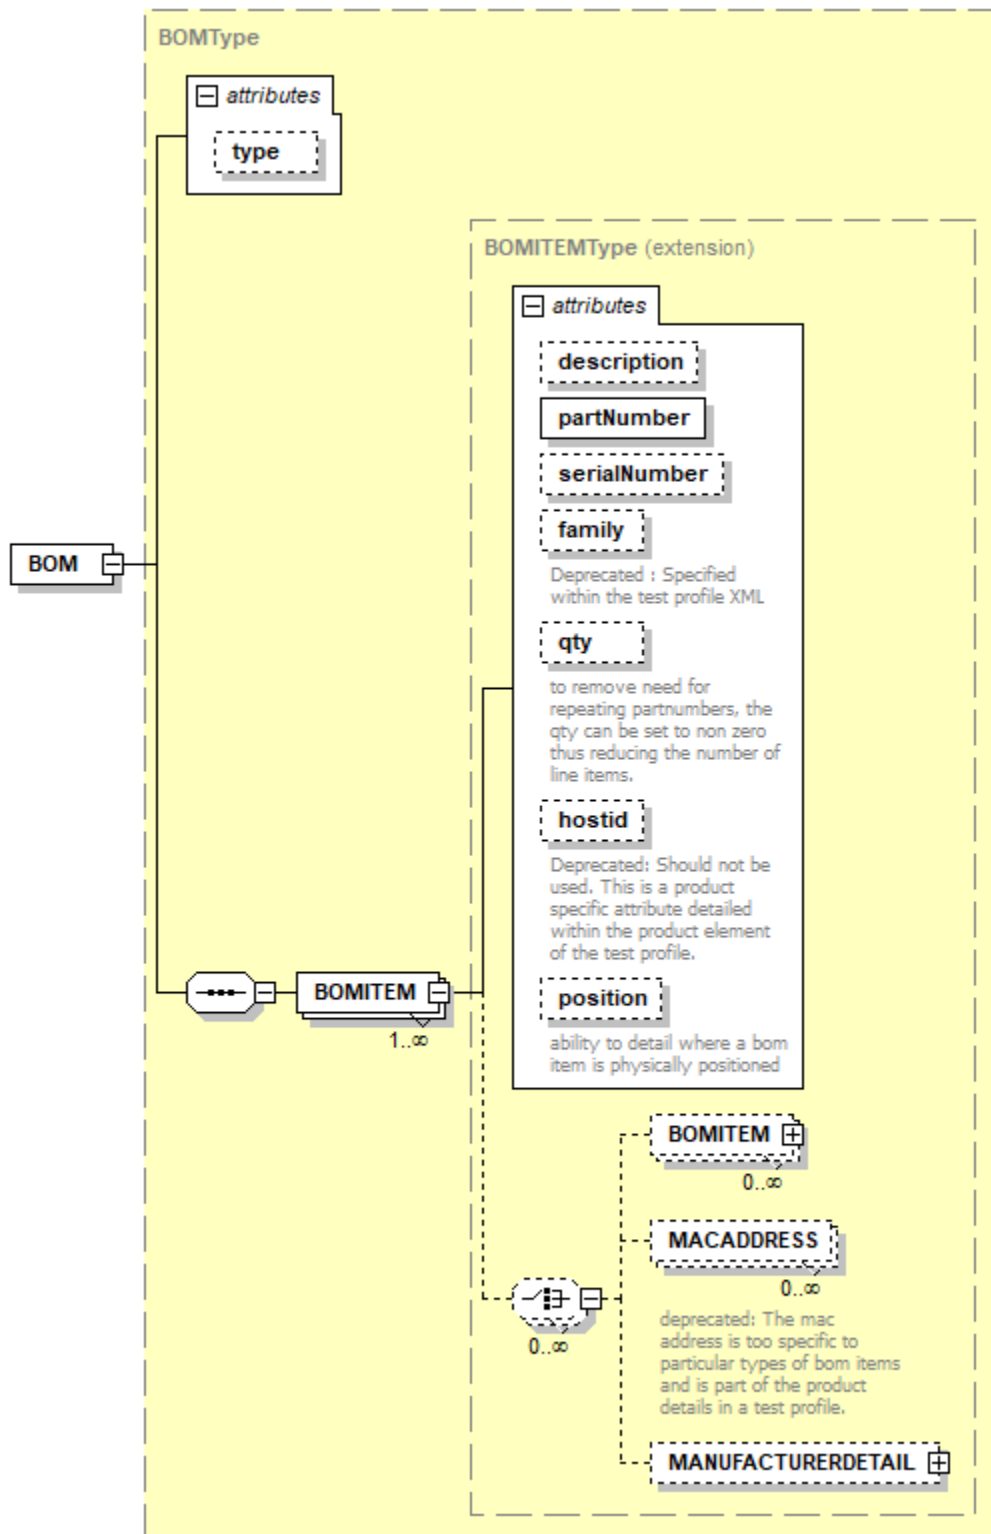 BOMType
attributes
type
BOMITEMType (extension)
attributes
description
partNumber
serialNumber
family
Deprecated : Specified
within the test profile XML
qty
to remove need for
repeating partnumbers, the
qty can be set to non zero
thus reducing the number of
line items.
hostid
Deprecated: Should not be
used. This is a product
specific attribute detailed
within the product element
of the test profile.
position
ability to detail where a bom
item is physically positioned
BOM
BOMITEM
1..∞
BOMITEM
0..∞
MACADDRESS
0..∞
deprecated: The mac
address is too specific to
particular types of bom items
and is part of the product
details in a test profile.
0..∞
MANUFACTURERDETAIL